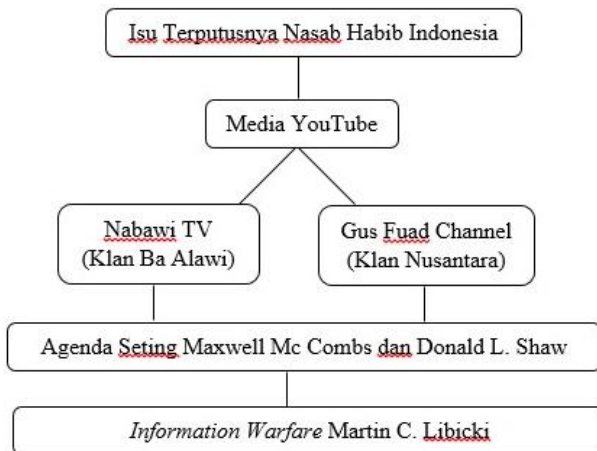 Isu Terputusnya Nasab Habib Indonesia
Media YouTube
Nabawi TV
(Klan Ba Alawi)
Gus Fuad Channel
(Klan Nusantara)
Agenda Seting Maxwell Mc Combs dan Donald L. Shaw
Information Warfare Martin C. Libicki